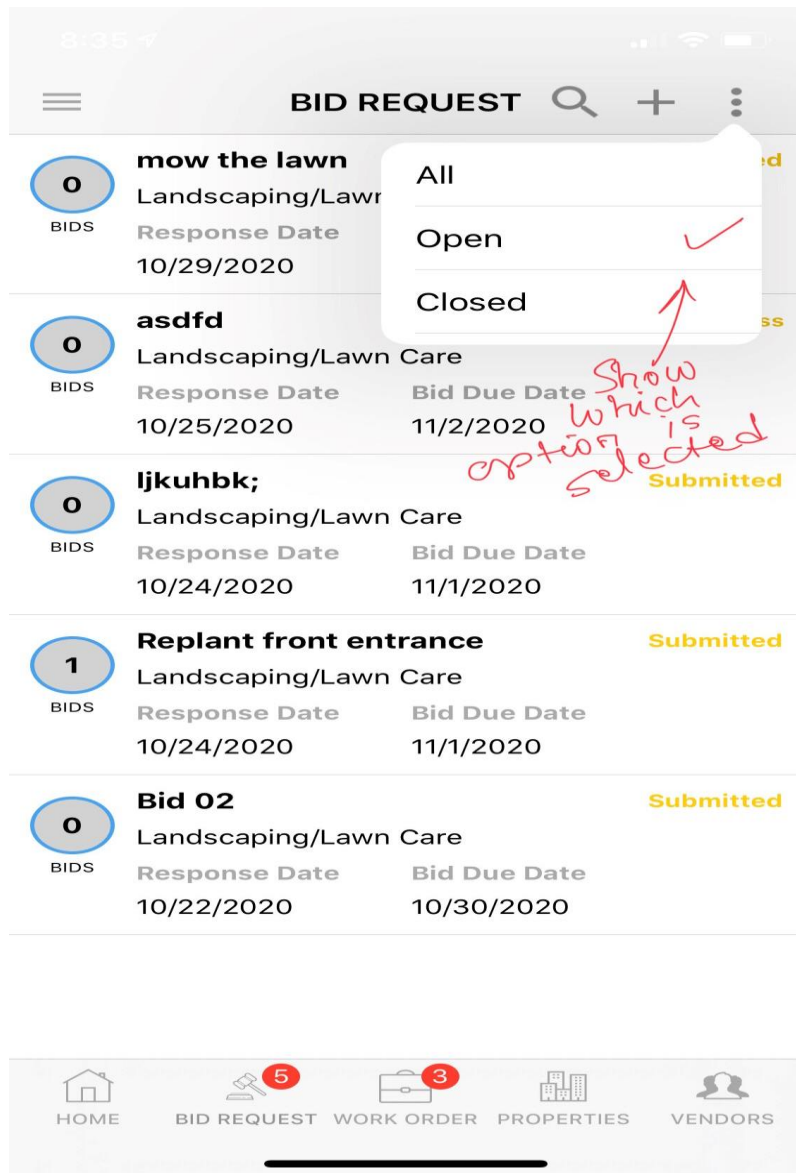 8:35
BID REQUEST
mow the lawn
All
ed
0
Landscaping/Lawn
BIDS
Response Date
Open
10/29/2020
Closed
asdfd
ss
0
Landscaping/Lawn Care
BIDS
Response Date Bid Due Date
10/25/2020 11/2/2020
Show
which
option is
selected
ljkuhbk;
Submitted
0
Landscaping/Lawn Care
BIDS
Response Date Bid Due Date
10/24/2020 11/1/2020
Replant front entrance
Submitted
1
Landscaping/Lawn Care
BIDS
Response Date Bid Due Date
10/24/2020 11/1/2020
Bid 02
Submitted
0
Landscaping/Lawn Care
BIDS
Response Date Bid Due Date
10/22/2020 10/30/2020
5 3
HOME BID REQUEST WORK ORDER PROPERTIES VENDORS